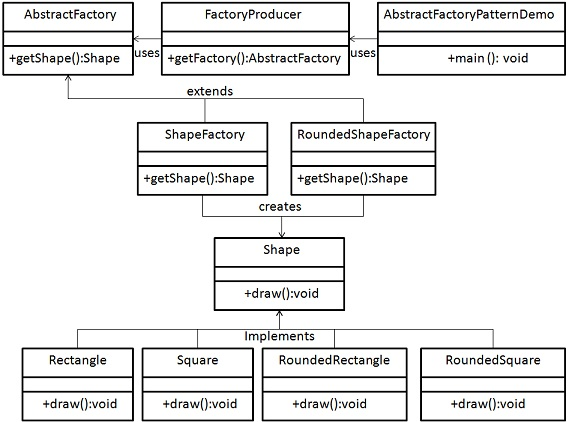 AbstractFactory
FactoryProducer
AbstractFactoryPatternDemo
+getShape():Shape
uses
+getFactory():AbstractFactory
uses
+main(): void
extends
ShapeFactory
RoundedShapeFactory
+getShape():Shape
+getShape():Shape
creates
Shape
+draw():void
Implements
Rectangle
Square
RoundedRectangle
RoundedSquare
+draw():void
+draw():void
+draw():void
+draw():void